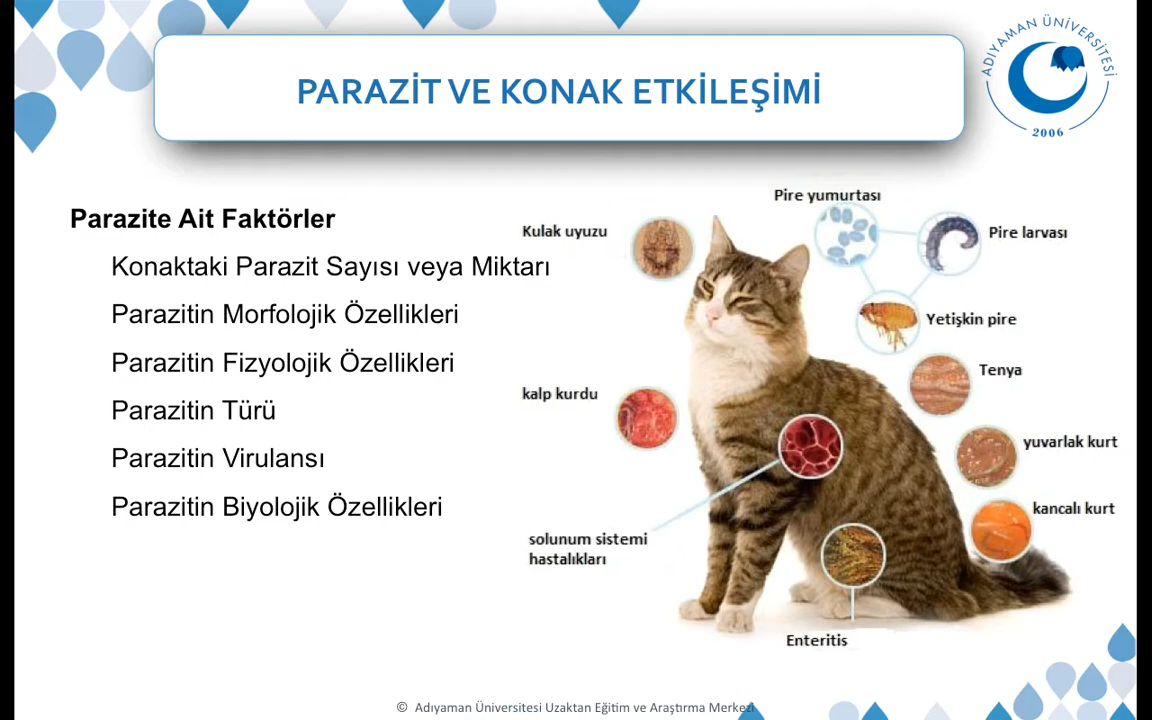 PARAZİT VE KONAK ETKİLEŞİMİ
ADIYAMAN ÜNİVERSİTESİ
2006
Parazite Ait Faktörler
Konaktaki Parazit Sayısı veya Miktarı
Parazitin Morfolojik Özellikleri
Parazitin Fizyolojik Özellikleri
Parazitin Türü
Parazitin Virulansı
Parazitin Biyolojik Özellikleri
Pire yumurtası
Kulak uyuzu
Pire larvası
Yetişkin pire
Tenya
kalp kurdu
yuvarlak kurt
kancalı kurt
solunum sistemi
hastalıkları
Enteritis
© Adıyaman Üniversitesi Uzaktan Eğitim ve Araştırma Merkezi